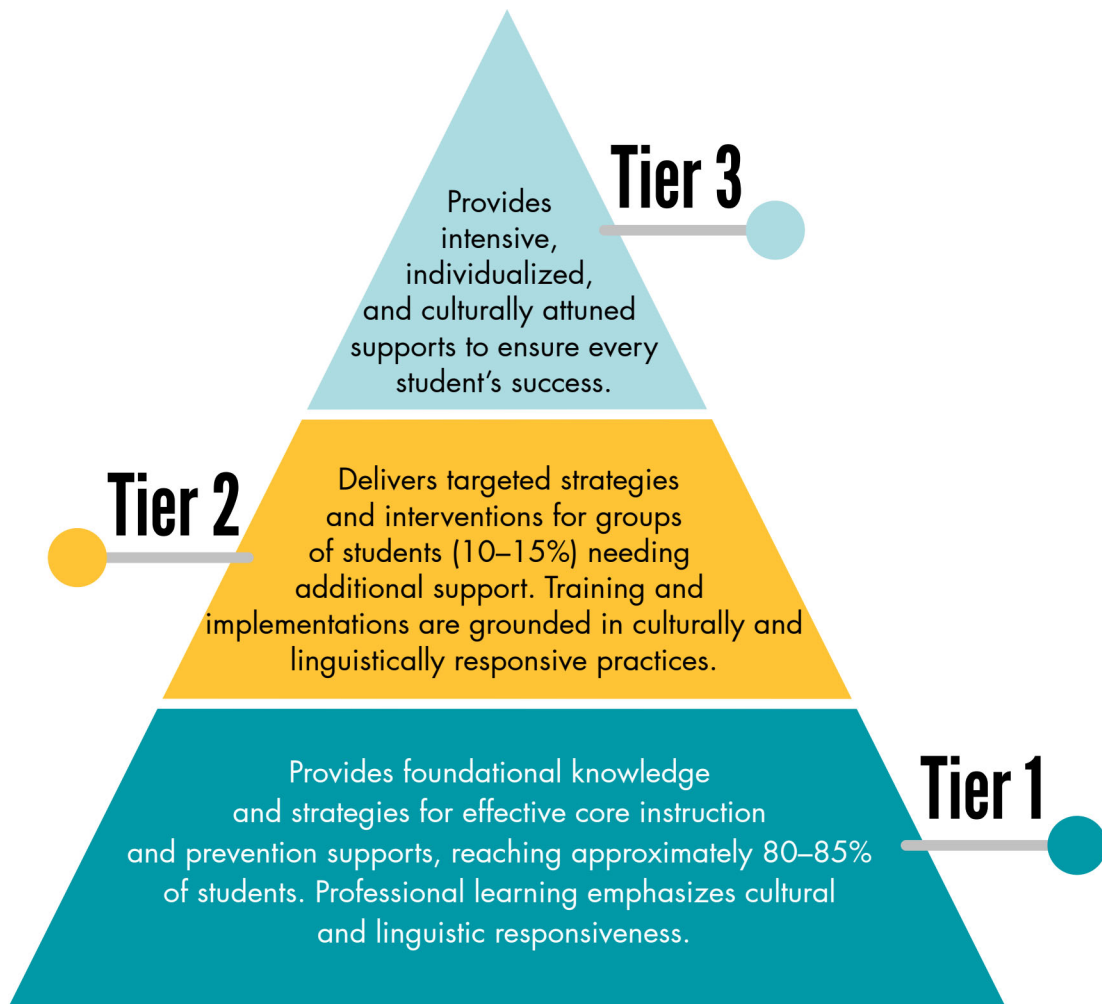 Tier 3
Provides
intensive,
individualized,
and culturally attuned
supports to ensure every
student’s success.
Tier 2
Delivers targeted strategies
and interventions for groups
of students (10–15%) needing
additional support. Training and
implementations are grounded in culturally and
linguistically responsive practices.
Tier 1
Provides foundational knowledge
and strategies for effective core instruction
and prevention supports, reaching approximately 80–85%
of students. Professional learning emphasizes cultural
and linguistic responsiveness.